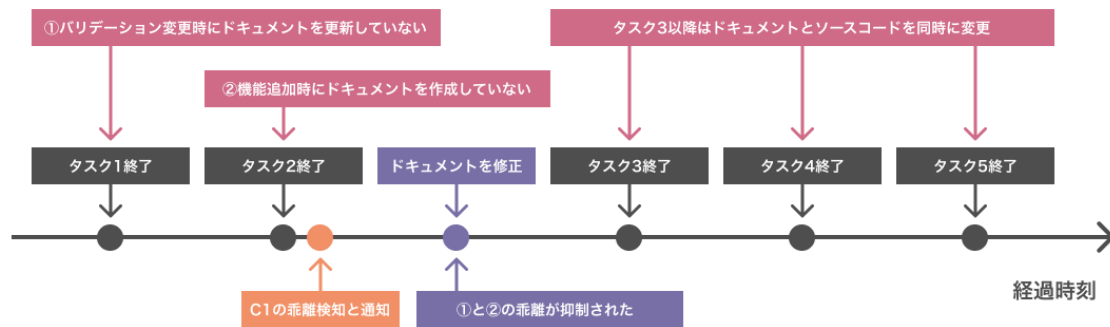 ①バリデーション変更時にドキュメントを更新していない
タスク3以降はドキュメントとソースコードを同時に変更
②機能追加時にドキュメントを作成していない
タスク1終了
タスク2終了
ドキュメントを修正
タスク3終了
タスク4終了
タスク5終了
C1の乖離検知と通知
①と②の乖離が抑制された
経過時刻